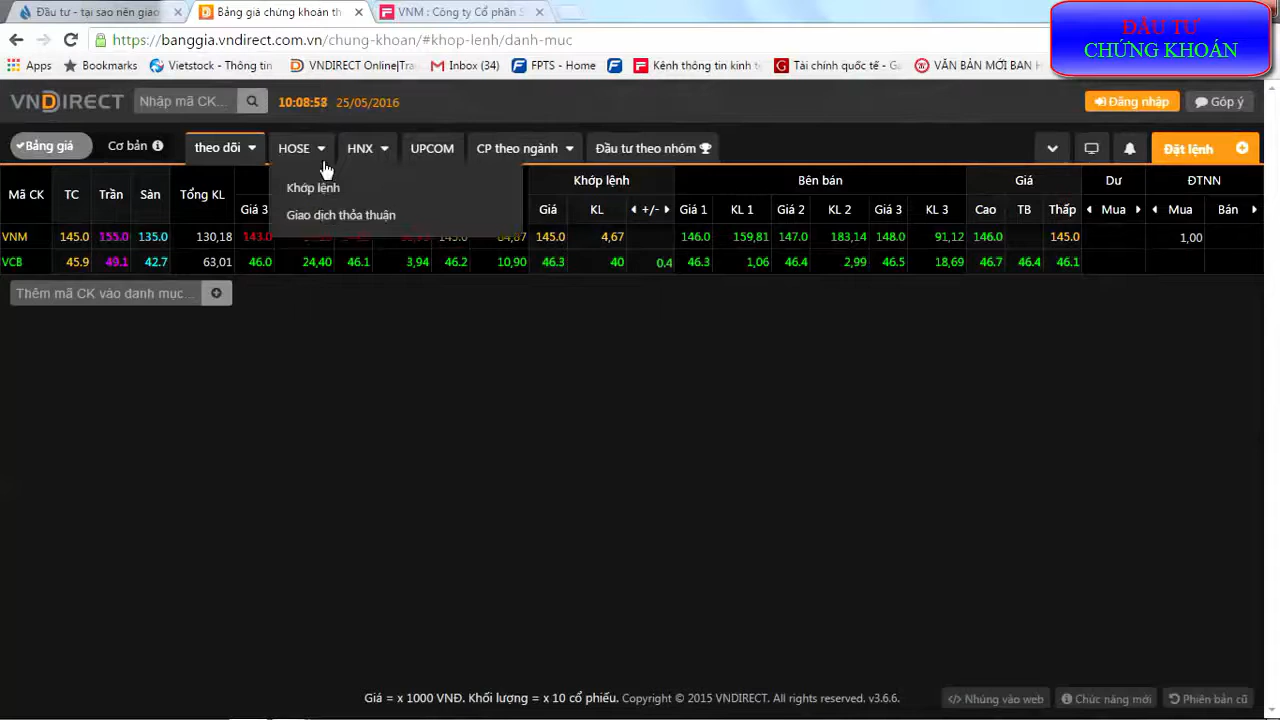 Đầu tư - tại sao nên giao
Bảng giá chứng khoán th
VNM : Công ty Cổ phần S
ĐẦU TƯ
CHỨNG KHOÁN
https://banggia.vndirect.com.vn/chung-khoan/#khop-lenh/danh-muc
Apps Bookmarks Vietstock - Thông tin VNDIRECT Online|Tra Inbox (34) FPTS - Home Kênh thông tin kinh t Tài chính quốc tế - G VĂN BẢN MỚI BAN H
VNDIRECT Nhập mã CK... 10:08:58 25/05/2016 Đăng nhập Góp ý
Bảng giá Cơ bản theo dõi HOSE HNX UPCOM CP theo ngành Đầu tư theo nhóm Đặt lệnh
Khớp lệnh
Giao dịch thỏa thuận
Mã CK TC Trần Sàn Tổng KL Khớp lệnh Bên bán Giá Dư ĐTNN
Giá 3 Giá KL +/- Giá 1 KL 1 Giá 2 KL 2 Giá 3 KL 3 Cao TB Thấp Mua Mua Bán
VNM 145.0 155.0 135.0 130,18 143.0 145.0 4,67 146.0 159,81 147.0 183,14 148.0 91,12 146.0 145.0 1,00
VCB 45.9 49.1 42.7 63,01 46.0 24,40 46.1 3,94 46.2 10,90 46.3 40 0.4 46.3 1,06 46.4 2,99 46.5 18,69 46.7 46.4 46.1
Thêm mã CK vào danh mục...
Giá = x 1000 VNĐ. Khối lượng = x 10 cổ phiếu. Copyright © 2015 VNDIRECT. All rights reserved. v3.6.6.
</> Nhúng vào web Chức năng mới Phiên bản cũ